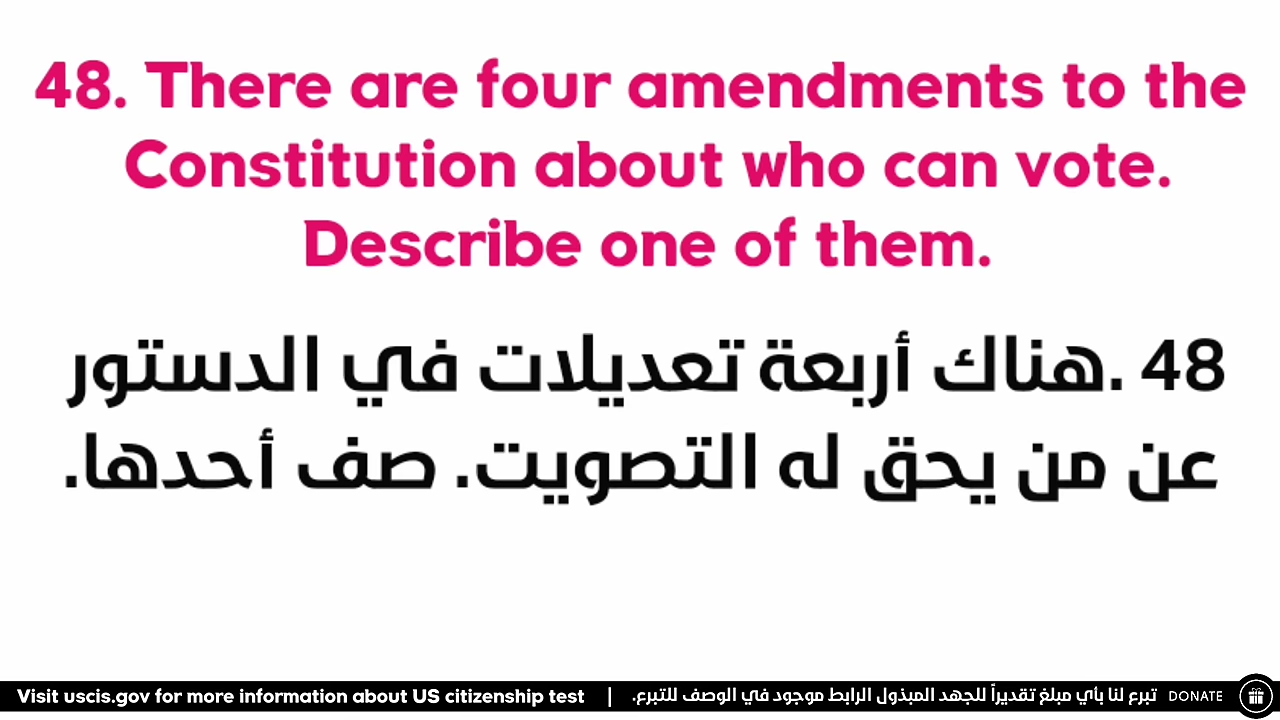 48. There are four amendments to the
Constitution about who can vote.
Describe one of them.
48 .هناك أربعة تعديلات في الدستور
عن من يحق له التصويت. صف أحدها.
Visit uscis.gov for more information about US citizenship test | تبرع لنا بأي مبلغ تقديراً للجهد المبذول الرابط موجود في الوصف للتبرع. DONATE